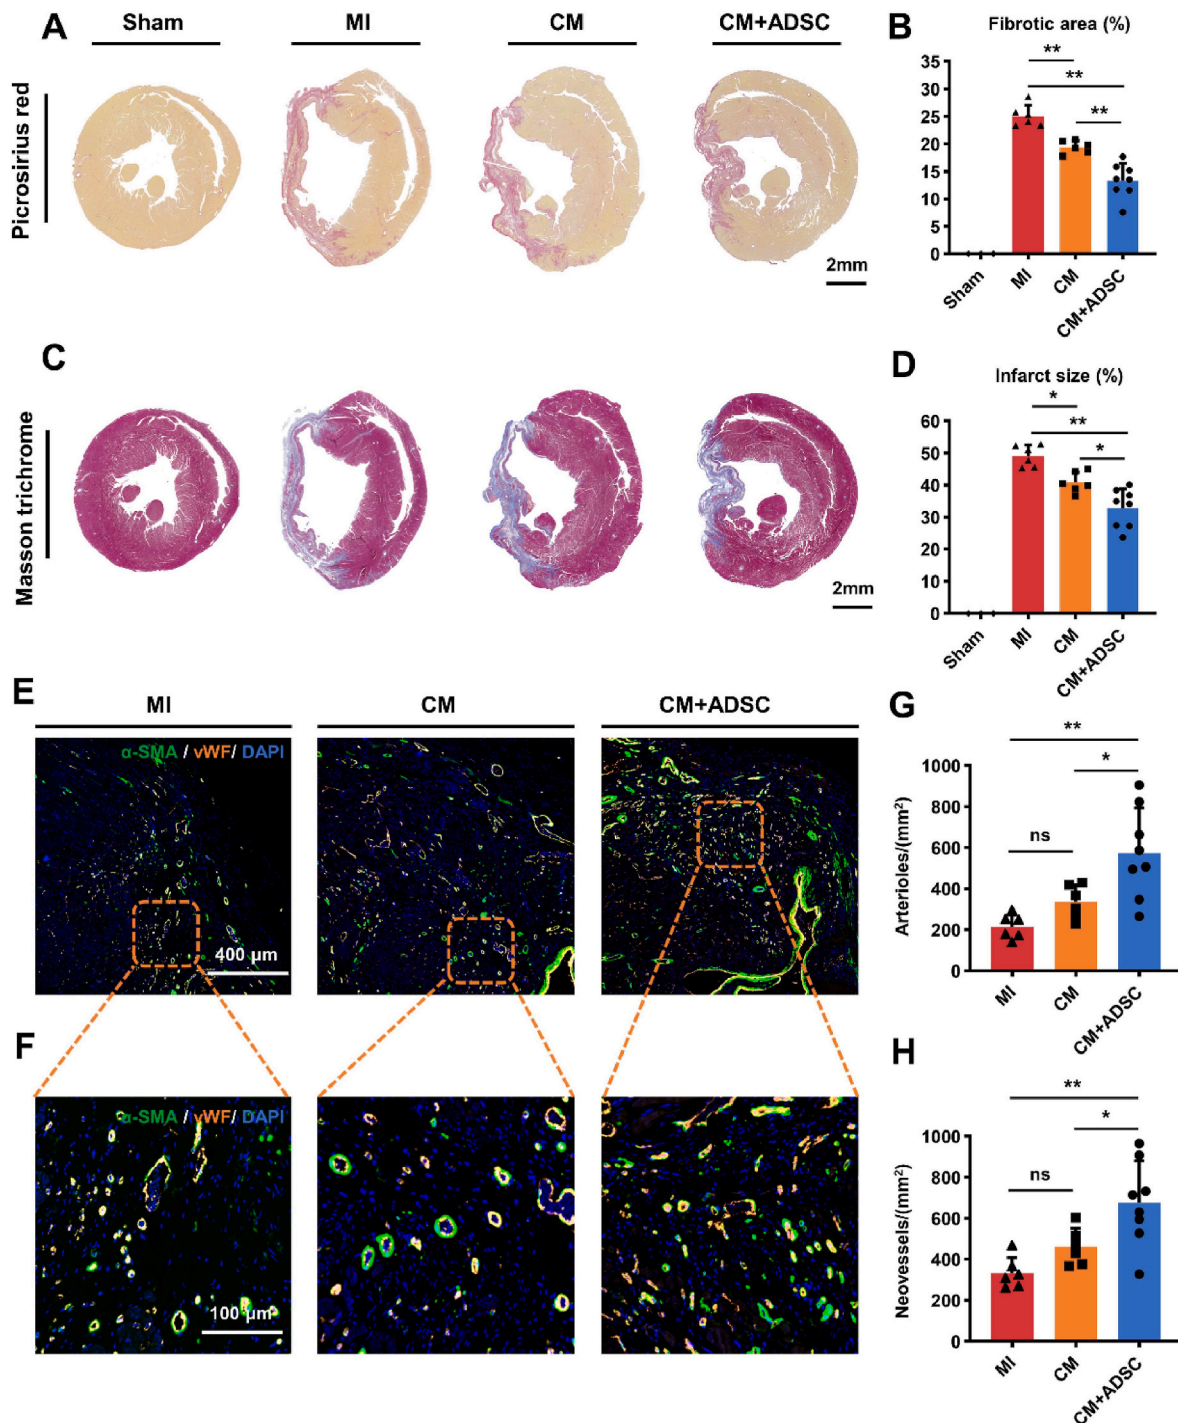 A
Sham
MI
CM
CM+ADSC
Picrosirius red
2mm
B
Fibrotic area (%)
**
**
**
35
30
25
20
15
10
5
0
Sham
MI
CM
CM+ADSC
C
Masson trichrome
2mm
D
Infarct size (%)
*
**
*
60
50
40
30
20
10
0
Sham
MI
CM
CM+ADSC
E
MI
CM
CM+ADSC
α-SMA / vWF/ DAPI
400 µm
F
α-SMA / vWF/ DAPI
100 µm
G
**
*
ns
Arterioles/(mm²)
1000
800
600
400
200
0
MI
CM
CM+ADSC
H
**
*
ns
Neovessels/(mm²)
1000
800
600
400
200
0
MI
CM
CM+ADSC